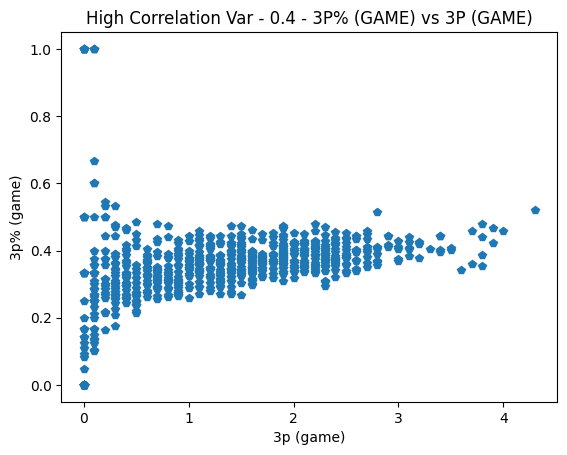 High Correlation Var - 0.4 - 3P% (GAME) vs 3P (GAME)
1.0
0.8
0.6
0.4
0.2
0.0
3p% (game)
0 1 2 3 4
3p (game)